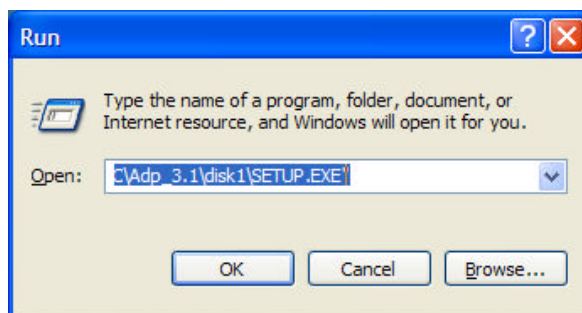 Run
Type the name of a program, folder, document, or
Internet resource, and Windows will open it for you.
Open:
C\Adp_3.1\disk1\SETUP.EXE"
OK
Cancel
Browse...